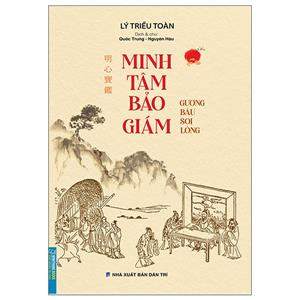 LÝ TRIỀU TOÀN
Dịch & chú:
Quốc Trung - Nguyên Hậu
明心寶鑑
MINH
TÂM
BẢO
GIÁM
GƯƠNG
BÁU
SOI
LÒNG
NHÀ XUẤT BẢN DÂN TRÍ